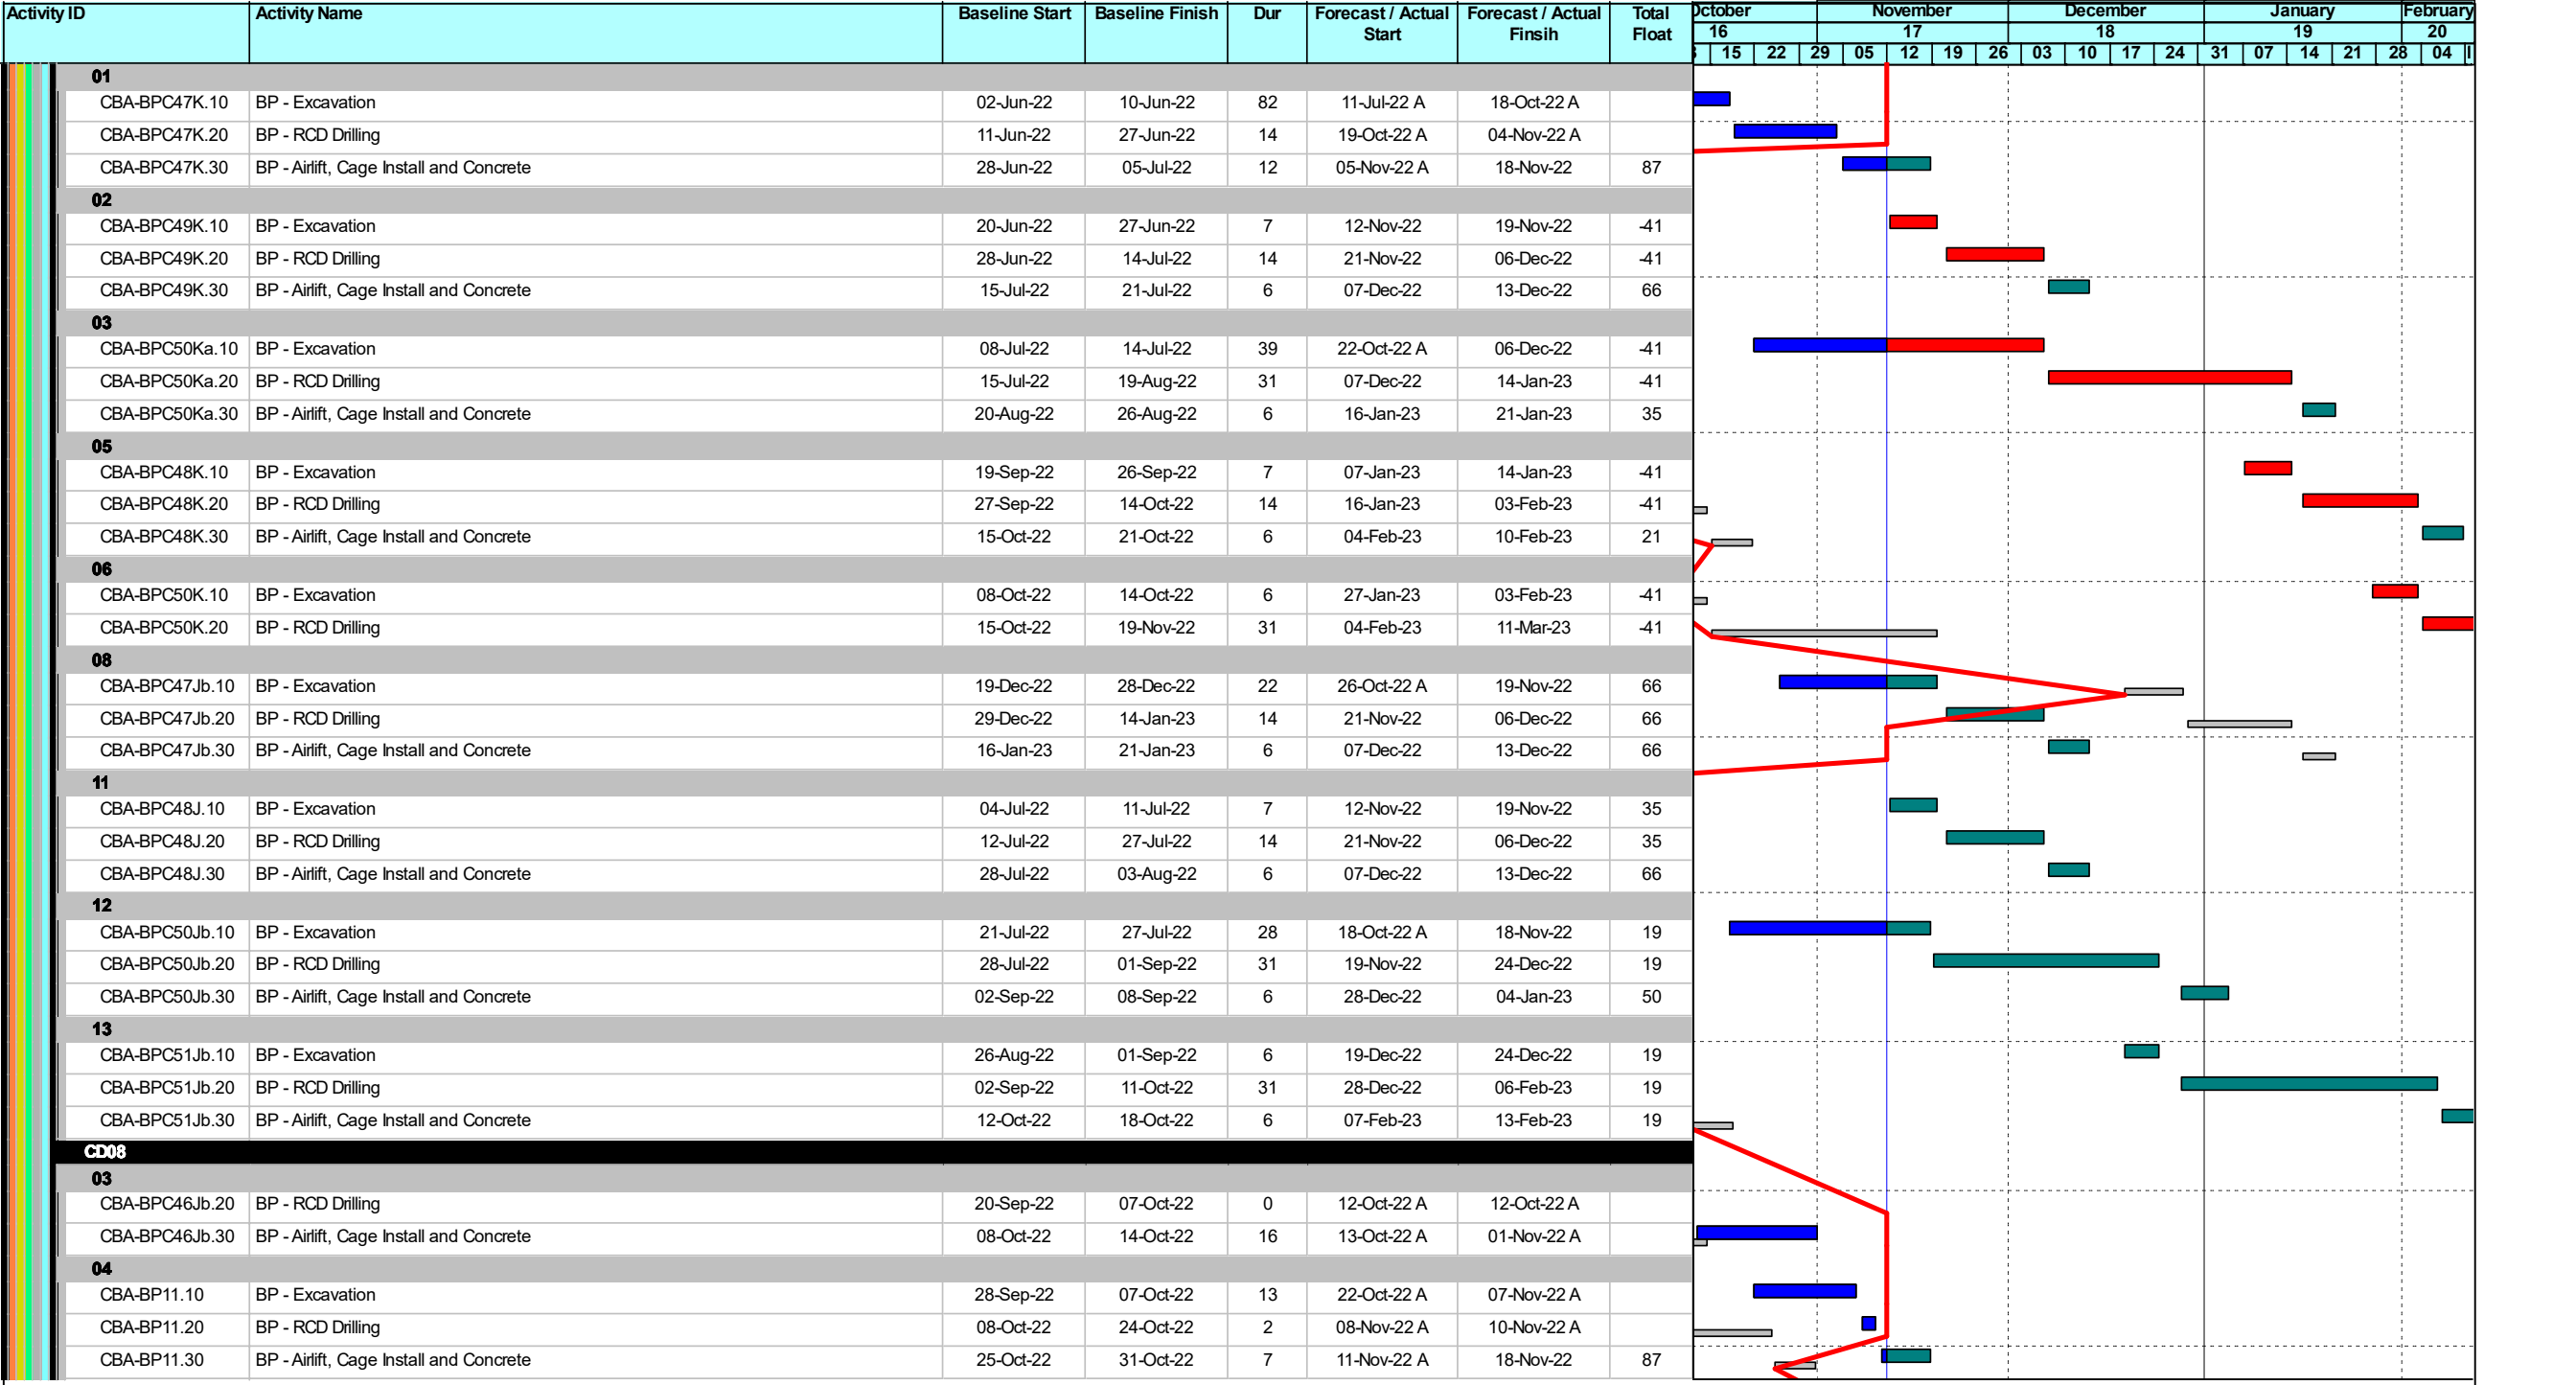 Activity ID Activity Name Baseline Start Baseline Finish Dur Forecast / Actual Start Forecast / Actual Finsih Total Float
October November December January February
16 17 18 19 20
15 22 29 05 12 19 26 03 10 17 24 31 07 14 21 28 04
01
CBA-BPC47K.10 BP - Excavation 02-Jun-22 10-Jun-22 82 11-Jul-22 A 18-Oct-22 A
CBA-BPC47K.20 BP - RCD Drilling 11-Jun-22 27-Jun-22 14 19-Oct-22 A 04-Nov-22 A
CBA-BPC47K.30 BP - Airlift, Cage Install and Concrete 28-Jun-22 05-Jul-22 12 05-Nov-22 A 18-Nov-22 87
02
CBA-BPC49K.10 BP - Excavation 20-Jun-22 27-Jun-22 7 12-Nov-22 19-Nov-22 -41
CBA-BPC49K.20 BP - RCD Drilling 28-Jun-22 14-Jul-22 14 21-Nov-22 06-Dec-22 -41
CBA-BPC49K.30 BP - Airlift, Cage Install and Concrete 15-Jul-22 21-Jul-22 6 07-Dec-22 13-Dec-22 66
03
CBA-BPC50Ka.10 BP - Excavation 08-Jul-22 14-Jul-22 39 22-Oct-22 A 06-Dec-22 -41
CBA-BPC50Ka.20 BP - RCD Drilling 15-Jul-22 19-Aug-22 31 07-Dec-22 14-Jan-23 -41
CBA-BPC50Ka.30 BP - Airlift, Cage Install and Concrete 20-Aug-22 26-Aug-22 6 16-Jan-23 21-Jan-23 35
05
CBA-BPC48K.10 BP - Excavation 19-Sep-22 26-Sep-22 7 07-Jan-23 14-Jan-23 -41
CBA-BPC48K.20 BP - RCD Drilling 27-Sep-22 14-Oct-22 14 16-Jan-23 03-Feb-23 -41
CBA-BPC48K.30 BP - Airlift, Cage Install and Concrete 15-Oct-22 21-Oct-22 6 04-Feb-23 10-Feb-23 21
06
CBA-BPC50K.10 BP - Excavation 08-Oct-22 14-Oct-22 6 27-Jan-23 03-Feb-23 -41
CBA-BPC50K.20 BP - RCD Drilling 15-Oct-22 19-Nov-22 31 04-Feb-23 11-Mar-23 -41
08
CBA-BPC47Jb.10 BP - Excavation 19-Dec-22 28-Dec-22 22 26-Oct-22 A 19-Nov-22 66
CBA-BPC47Jb.20 BP - RCD Drilling 29-Dec-22 14-Jan-23 14 21-Nov-22 06-Dec-22 66
CBA-BPC47Jb.30 BP - Airlift, Cage Install and Concrete 16-Jan-23 21-Jan-23 6 07-Dec-22 13-Dec-22 66
11
CBA-BPC48J.10 BP - Excavation 04-Jul-22 11-Jul-22 7 12-Nov-22 19-Nov-22 35
CBA-BPC48J.20 BP - RCD Drilling 12-Jul-22 27-Jul-22 14 21-Nov-22 06-Dec-22 35
CBA-BPC48J.30 BP - Airlift, Cage Install and Concrete 28-Jul-22 03-Aug-22 6 07-Dec-22 13-Dec-22 66
12
CBA-BPC50Jb.10 BP - Excavation 21-Jul-22 27-Jul-22 28 18-Oct-22 A 18-Nov-22 19
CBA-BPC50Jb.20 BP - RCD Drilling 28-Jul-22 01-Sep-22 31 19-Nov-22 24-Dec-22 19
CBA-BPC50Jb.30 BP - Airlift, Cage Install and Concrete 02-Sep-22 08-Sep-22 6 28-Dec-22 04-Jan-23 50
13
CBA-BPC51Jb.10 BP - Excavation 26-Aug-22 01-Sep-22 6 19-Dec-22 24-Dec-22 19
CBA-BPC51Jb.20 BP - RCD Drilling 02-Sep-22 11-Oct-22 31 28-Dec-22 06-Feb-23 19
CBA-BPC51Jb.30 BP - Airlift, Cage Install and Concrete 12-Oct-22 18-Oct-22 6 07-Feb-23 13-Feb-23 19
CD08
03
CBA-BPC46Jb.20 BP - RCD Drilling 20-Sep-22 07-Oct-22 0 12-Oct-22 A 12-Oct-22 A
CBA-BPC46Jb.30 BP - Airlift, Cage Install and Concrete 08-Oct-22 14-Oct-22 16 13-Oct-22 A 01-Nov-22 A
04
CBA-BP11.10 BP - Excavation 28-Sep-22 07-Oct-22 13 22-Oct-22 A 07-Nov-22 A
CBA-BP11.20 BP - RCD Drilling 08-Oct-22 24-Oct-22 2 08-Nov-22 A 10-Nov-22 A
CBA-BP11.30 BP - Airlift, Cage Install and Concrete 25-Oct-22 31-Oct-22 7 11-Nov-22 A 18-Nov-22 87